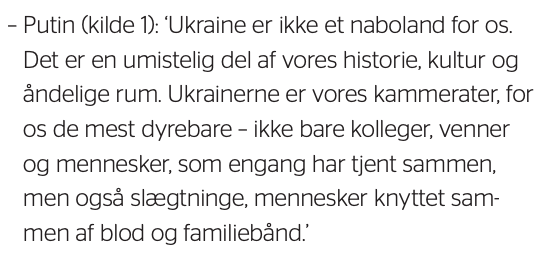 – Putin (kilde 1): ‘Ukraine er ikke et naboland for os.
Det er en umistelig del af vores historie, kultur og
åndelige rum. Ukrainerne er vores kammerater, for
os de mest dyrebare – ikke bare kolleger, venner
og mennesker, som engang har tjent sammen,
men også slægtninge, mennesker knyttet sam-
men af blod og familiebånd.’